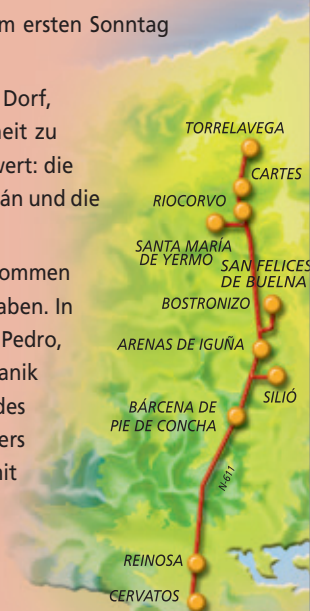 m ersten Sonntag
Dorf,
eit zu
wert: die
án und die
ommen
aben. In
Pedro,
anik
des
ers
nit
TORRELAVEGA
CARTES
RIOCORVO
SANTA MARÍA
DE YERMO
SAN FELICES
DE BUELNA
BOSTRONIZO
ARENAS DE IGUÑA
SILIÓ
BÁRCENA DE
PIE DE CONCHA
N-611
REINOSA
CERVATOS